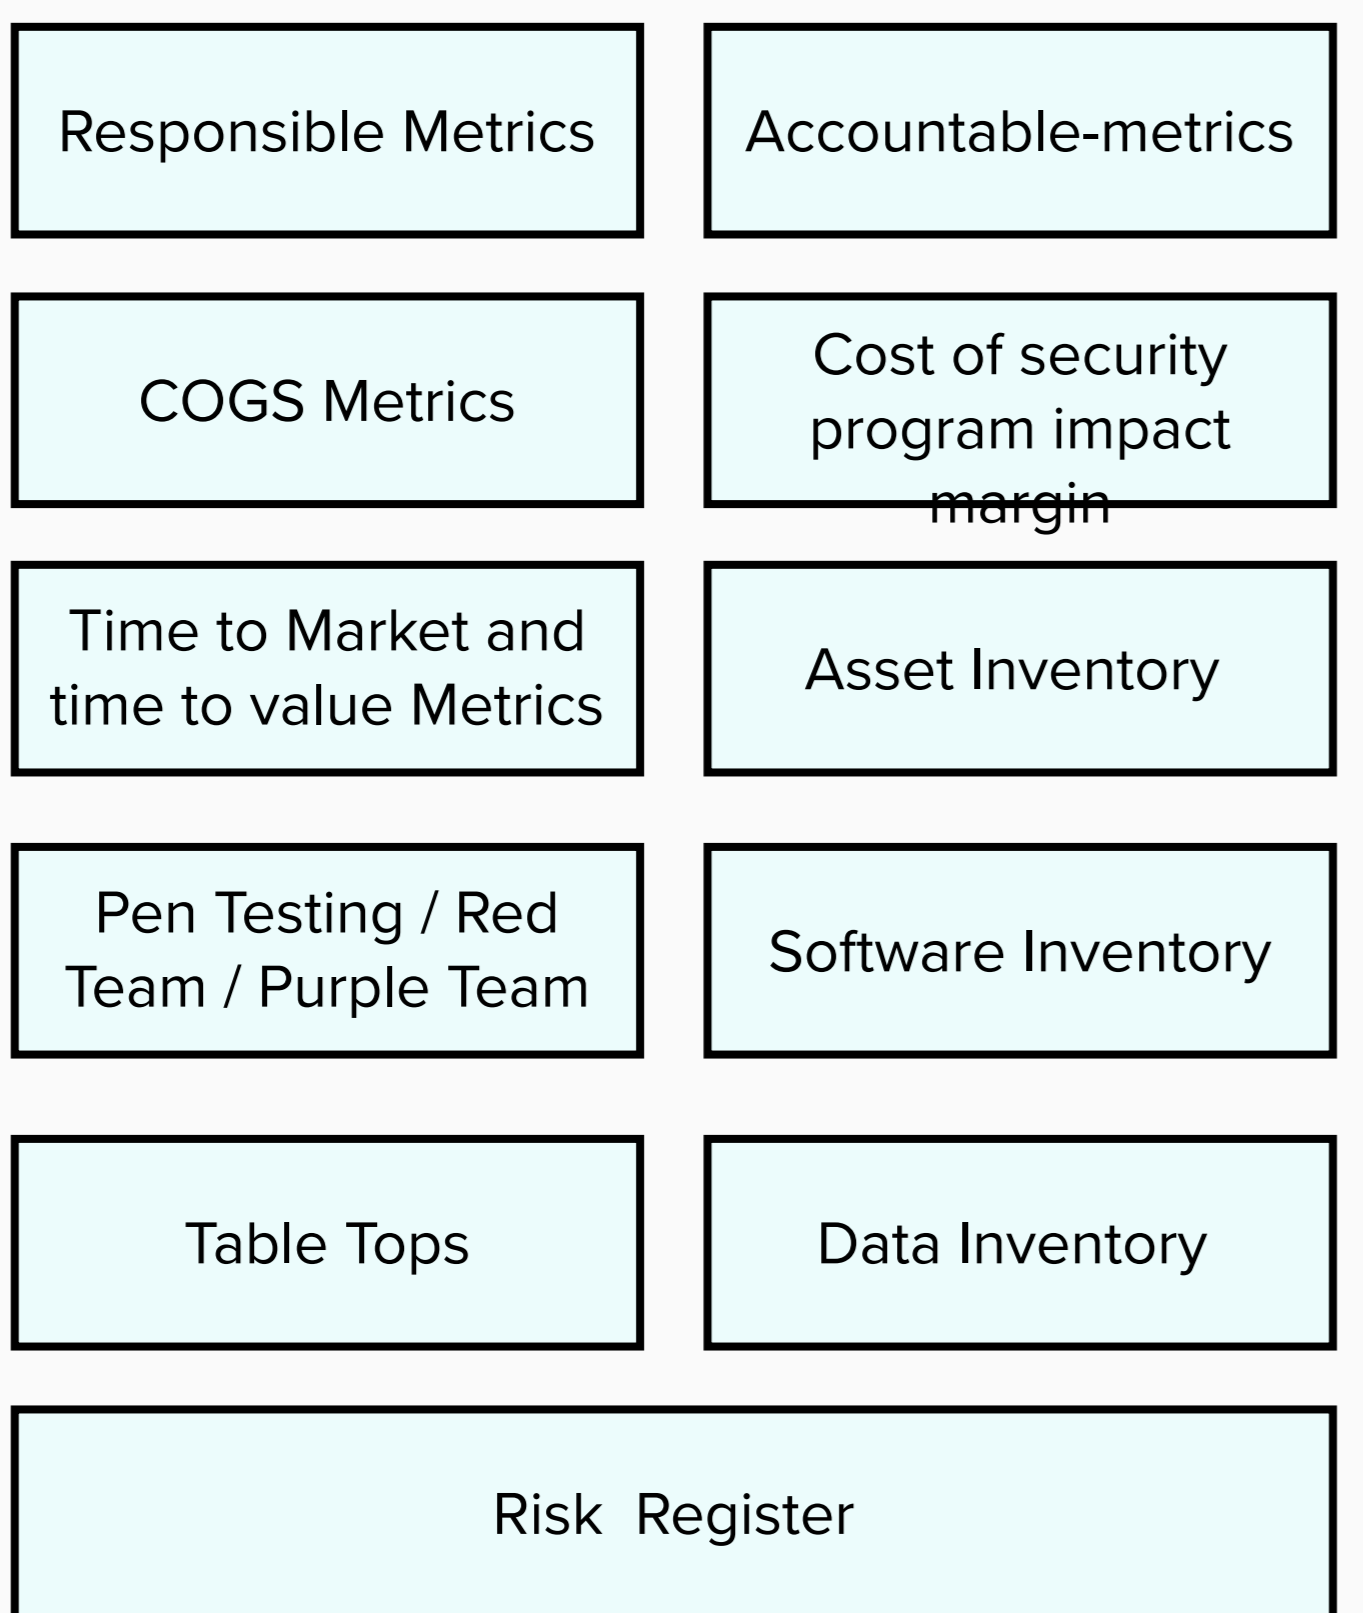 Responsible Metrics
Accountable-metrics
COGS Metrics
Cost of security
program impact
margin
Time to Market and
time to value Metrics
Asset Inventory
Pen Testing / Red
Team / Purple Team
Software Inventory
Table Tops
Data Inventory
Risk  Register